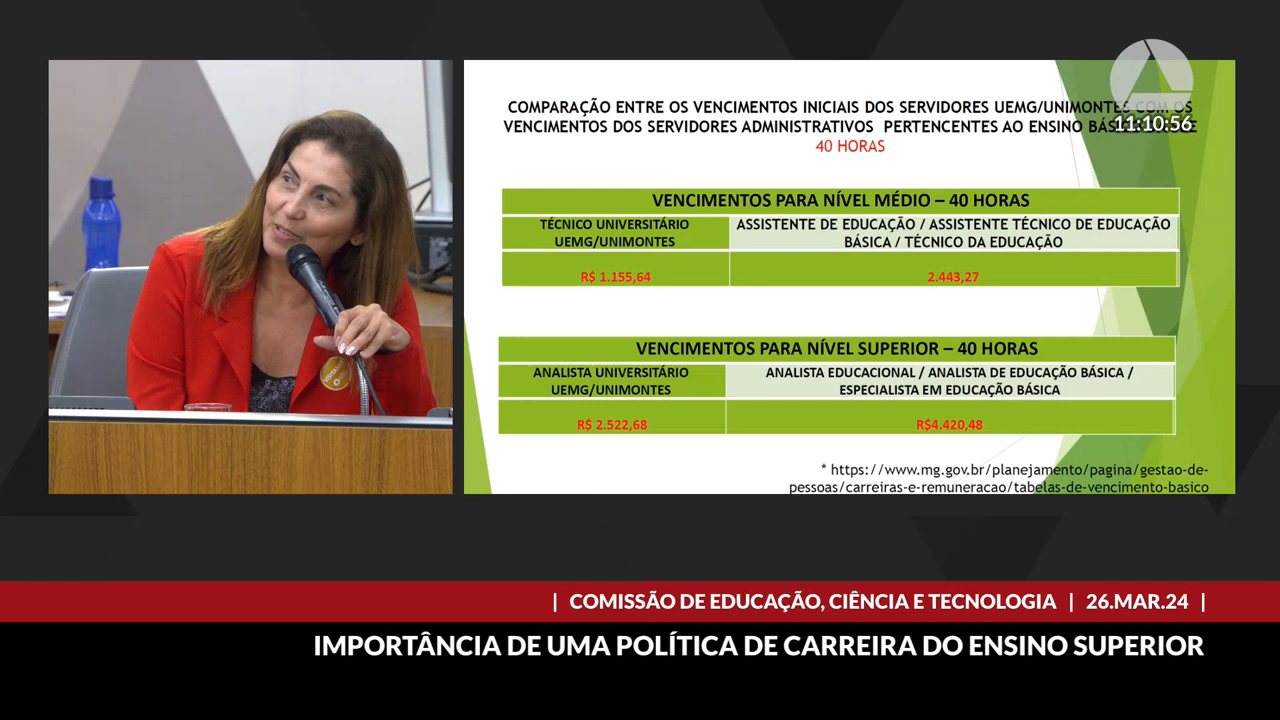 COMPARAÇÃO ENTRE OS VENCIMENTOS INICIAIS DOS SERVIDORES UEMG/UNIMONTES COM OS
11:10:56
VENCIMENTOS DOS SERVIDORES ADMINISTRATIVOS PERTENCENTES AO ENSINO
40 HORAS
VENCIMENTOS PARA NÍVEL MÉDIO – 40 HORAS
TÉCNICO UNIVERSITÁRIO
UEMG/UNIMONTES
ASSISTENTE DE EDUCAÇÃO / ASSISTENTE TÉCNICO DE EDUCAÇÃO
BÁSICA / TÉCNICO DA EDUCAÇÃO
R$ 1.155,64
2.443,27
VENCIMENTOS PARA NÍVEL SUPERIOR – 40 HORAS
ANALISTA UNIVERSITÁRIO
UEMG/UNIMONTES
ANALISTA EDUCACIONAL / ANALISTA DE EDUCAÇÃO BÁSICA /
ESPECIALISTA EM EDUCAÇÃO BÁSICA
R$ 2.522,68
R$4.420,48
* https://www.mg.gov.br/planejamento/pagina/gestao-de-
pessoas/carreiras-e-remuneracao/tabelas-de-vencimento-basico
| COMISSÃO DE EDUCAÇÃO, CIÊNCIA E TECNOLOGIA | 26.MAR.24 |
IMPORTÂNCIA DE UMA POLÍTICA DE CARREIRA DO ENSINO SUPERIOR